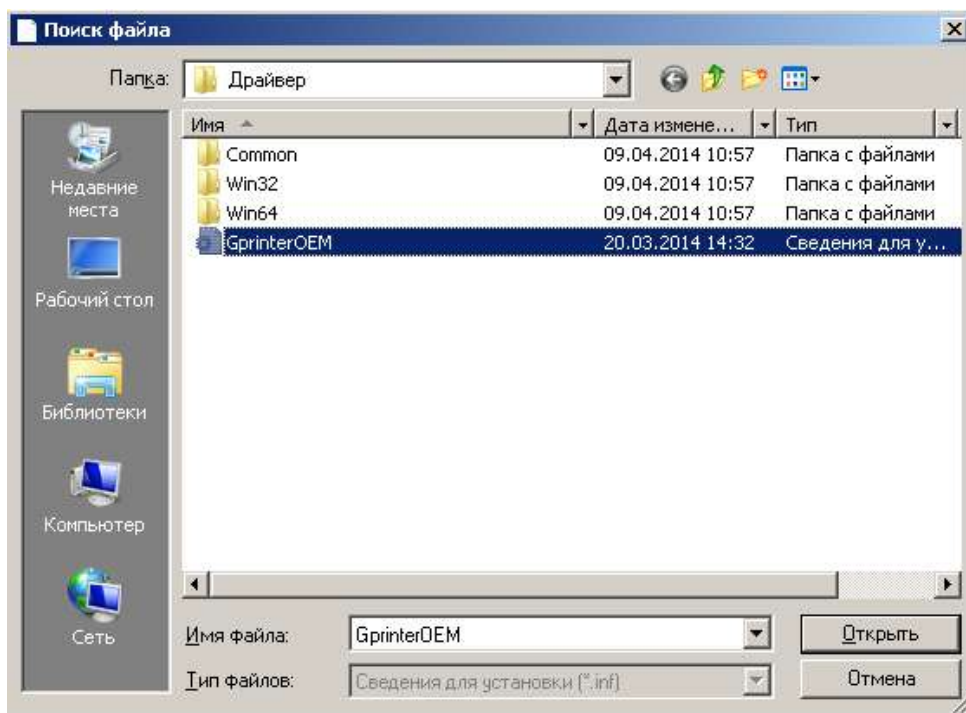 Поиск файла
Папка: Драйвер
Имя Дата измене... Тип
Common 09.04.2014 10:57 Папка с файлами
Win32 09.04.2014 10:57 Папка с файлами
Win64 09.04.2014 10:57 Папка с файлами
GprinterOEM 20.03.2014 14:32 Сведения для у...
Недавние
места
Рабочий стол
Библиотеки
Компьютер
Сеть
Имя файла: GprinterOEM Открыть
Тип файлов: Сведения для установки (*.inf) Отмена